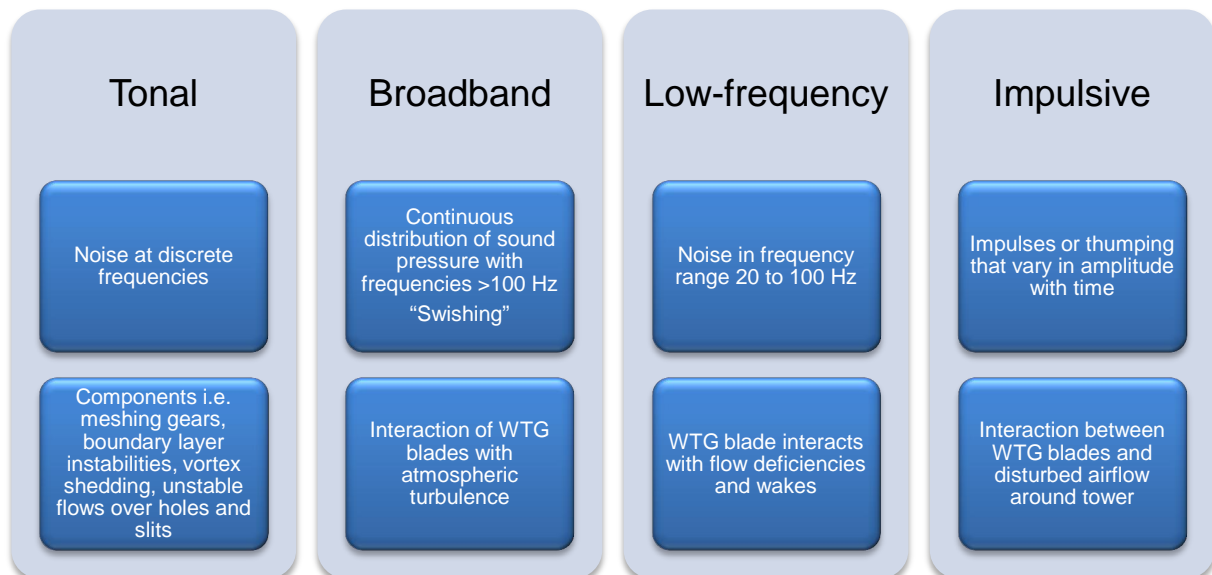 Tonal
Noise at discrete
frequencies
Components i.e.
meshing gears,
boundary layer
instabilities, vortex
shedding, unstable
flows over holes and
slits
Broadband
Continuous
distribution of sound
pressure with
frequencies >100 Hz
“Swishing”
Interaction of WTG
blades with
atmospheric
turbulence
Low-frequency
Noise in frequency
range 20 to 100 Hz
WTG blade interacts
with flow deficiencies
and wakes
Impulsive
Impulses or thumping
that vary in amplitude
with time
Interaction between
WTG blades and
disturbed airflow
around tower